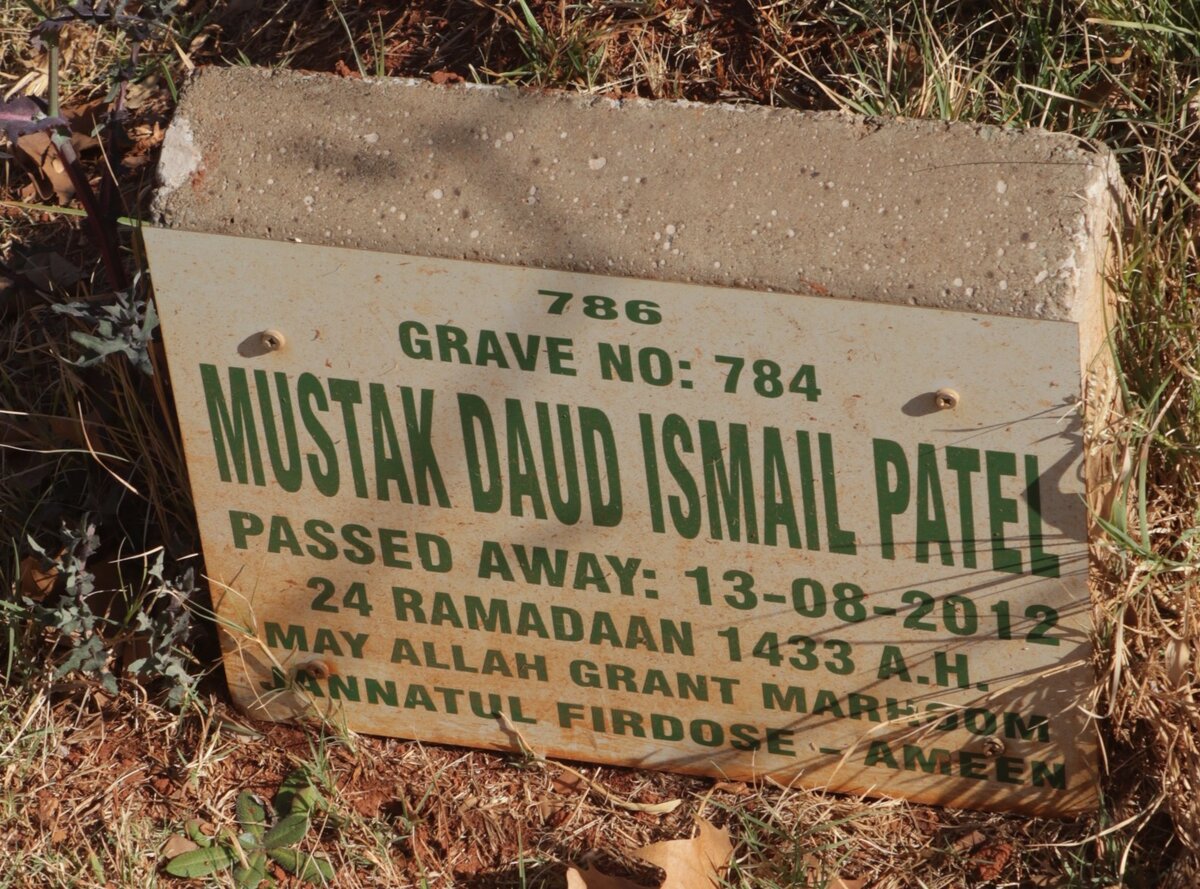 786
GRAVE NO: 784
MUSTAK DAUD ISMAIL PATEL
PASSED AWAY: 13-08-2012
24 RAMADAAN 1433 A.H.
MAY ALLAH GRANT MARHOOM
JANNATUL FIRDOSE - AMEEN